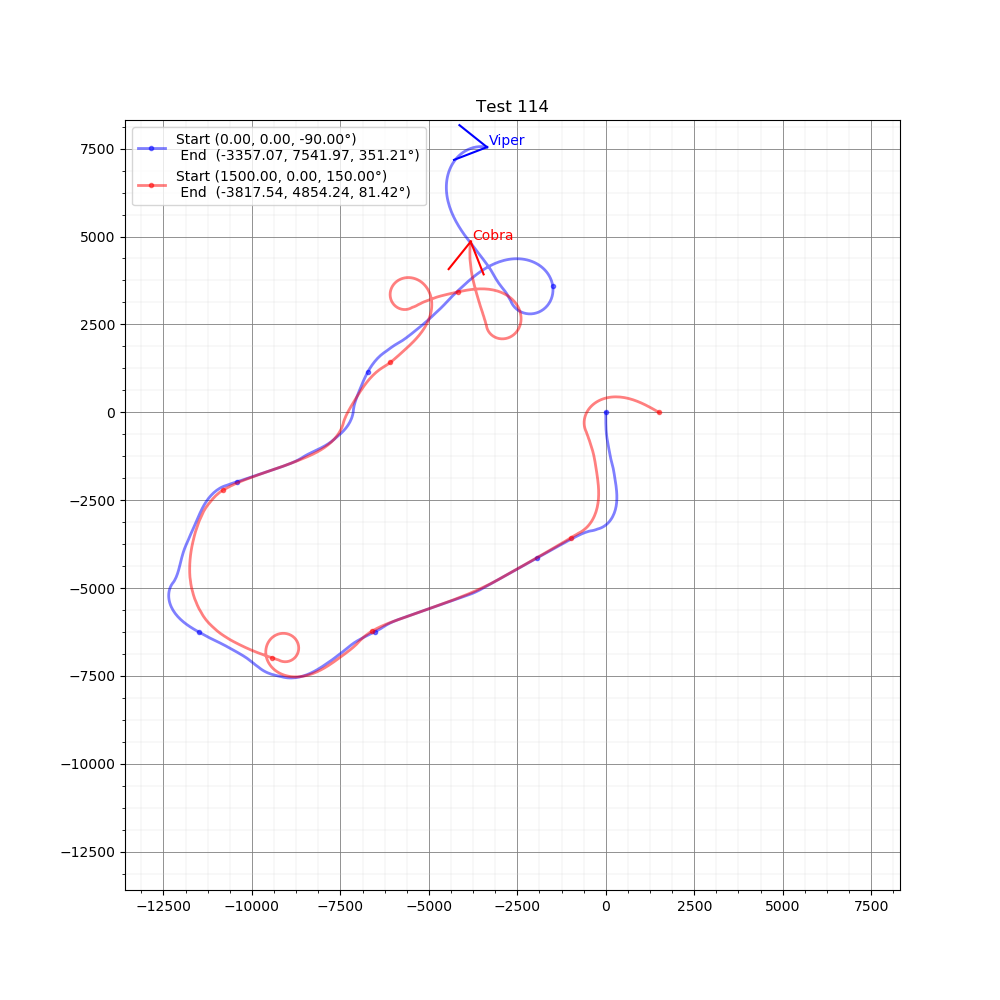 Test 114
Start (0.00, 0.00, -90.00°)
End (-3357.07, 7541.97, 351.21°)
Start (1500.00, 0.00, 150.00°)
End (-3817.54, 4854.24, 81.42°)
Viper
Cobra
7500
5000
2500
0
−2500
−5000
−7500
−10000
−12500
−12500 −10000 −7500 −5000 −2500 0 2500 5000 7500